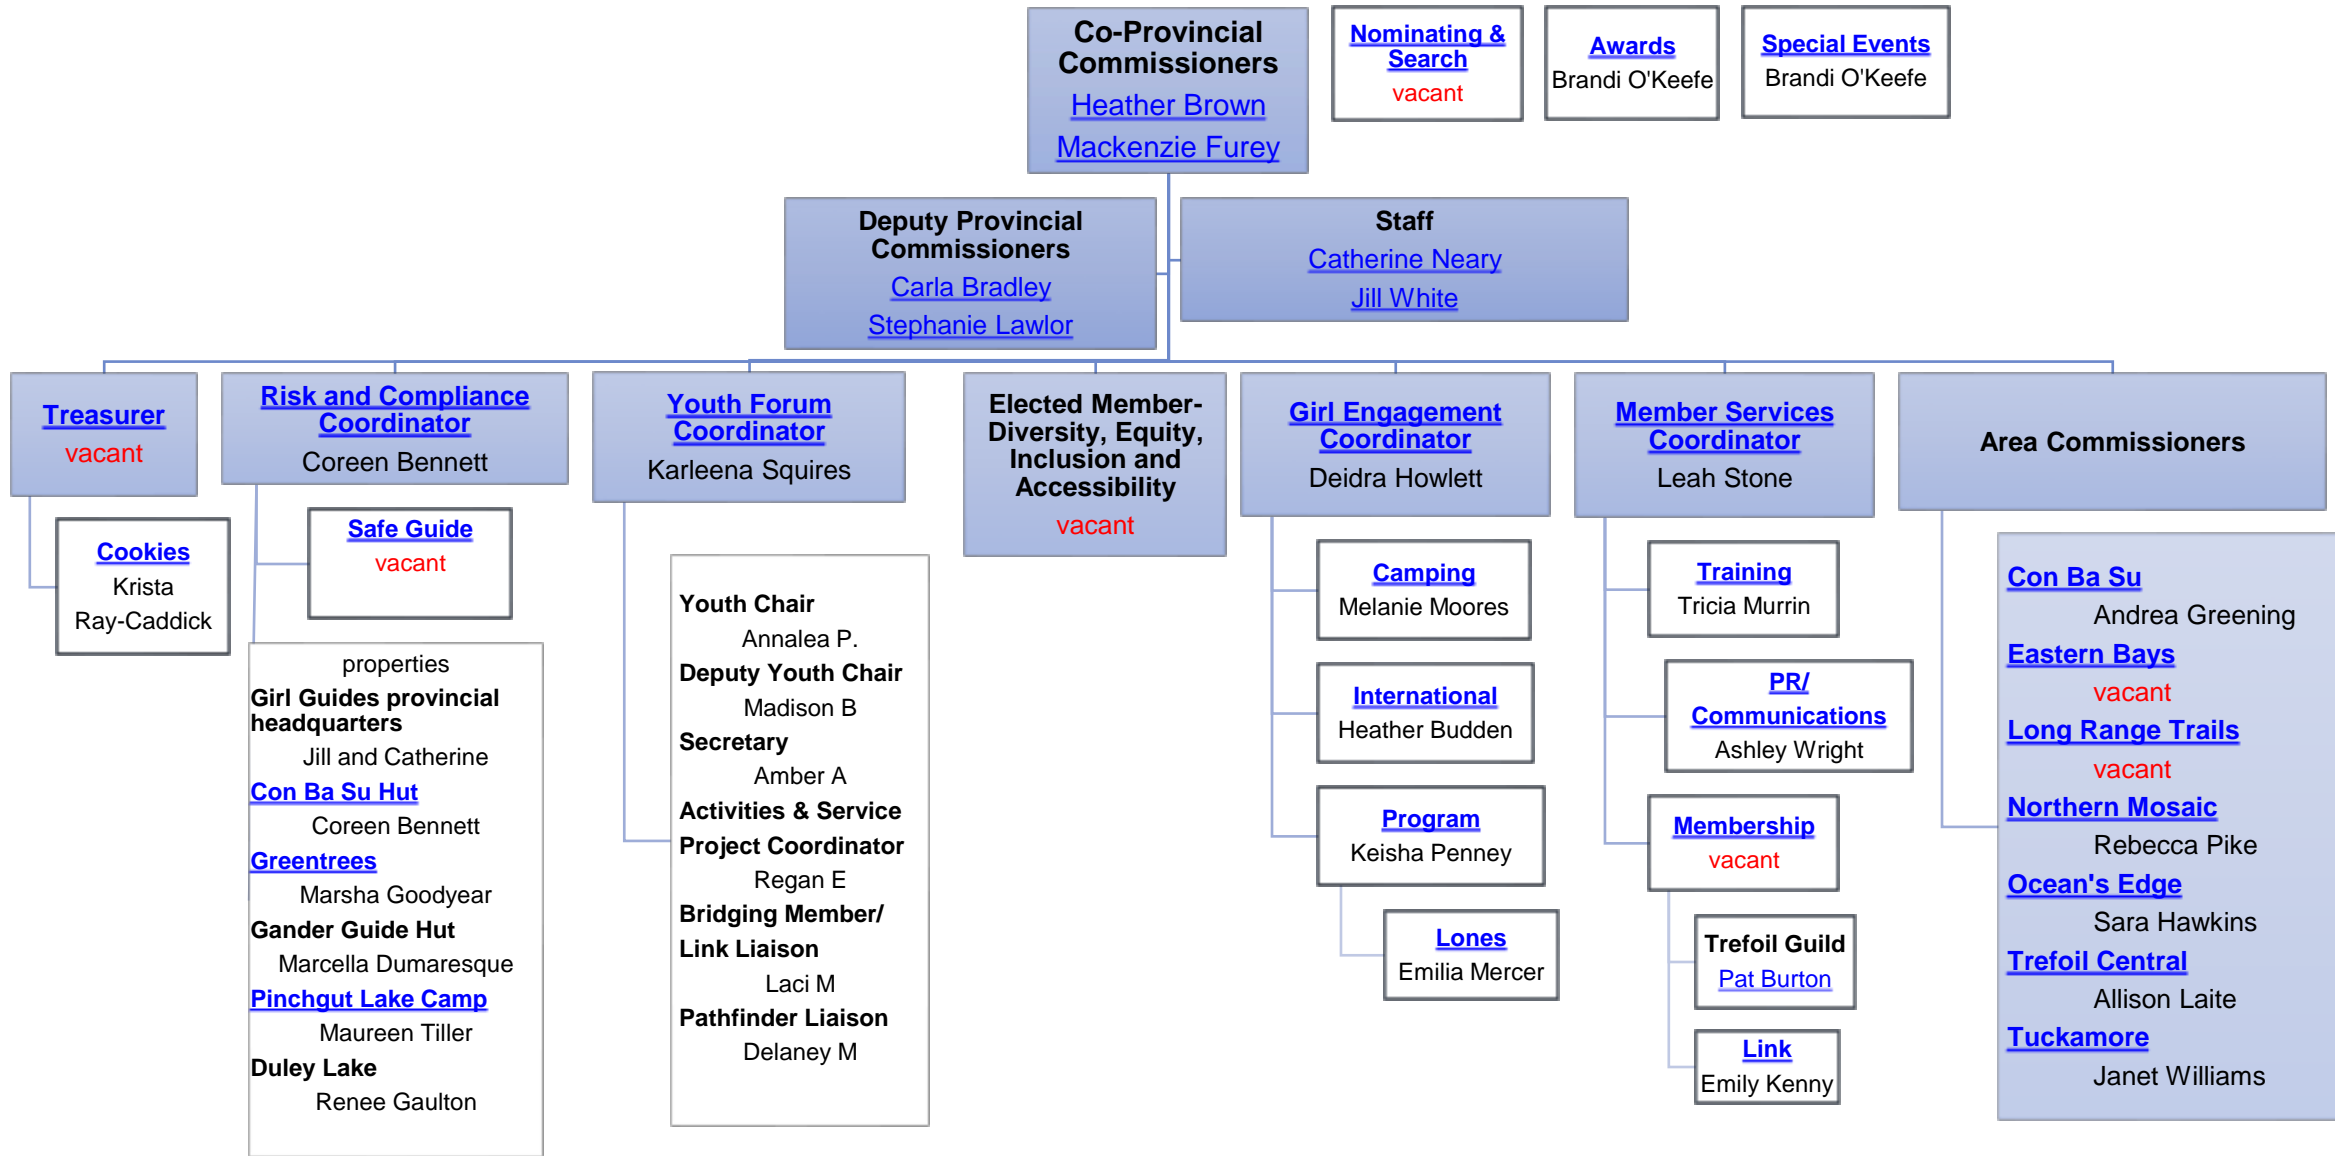 Co-Provincial
Commissioners
Heather Brown
Mackenzie Furey
Nominating &
Search
vacant
Awards
Brandi O'Keefe
Special Events
Brandi O'Keefe
Deputy Provincial
Commissioners
Carla Bradley
Stephanie Lawlor
Staff
Catherine Neary
Jill White
Treasurer
vacant
Cookies
Krista
Ray-Caddick
Risk and Compliance
Coordinator
Coreen Bennett
Safe Guide
vacant
properties
Girl Guides provincial
headquarters
Jill and Catherine
Con Ba Su Hut
Coreen Bennett
Greentrees
Marsha Goodyear
Gander Guide Hut
Marcella Dumaresque
Pinchgut Lake Camp
Maureen Tiller
Duley Lake
Renee Gaulton
Youth Forum
Coordinator
Karleena Squires
Youth Chair
Annalea P.
Deputy Youth Chair
Madison B
Secretary
Amber A
Activities & Service
Project Coordinator
Regan E
Bridging Member/
Link Liaison
Laci M
Pathfinder Liaison
Delaney M
Elected Member-
Diversity, Equity,
Inclusion and
Accessibility
vacant
Girl Engagement
Coordinator
Deidra Howlett
Camping
Melanie Moores
International
Heather Budden
Program
Keisha Penney
Lones
Emilia Mercer
Member Services
Coordinator
Leah Stone
Training
Tricia Murrin
PR/
Communications
Ashley Wright
Membership
vacant
Trefoil Guild
Pat Burton
Link
Emily Kenny
Area Commissioners
Con Ba Su
Andrea Greening
Eastern Bays
vacant
Long Range Trails
vacant
Northern Mosaic
Rebecca Pike
Ocean's Edge
Sara Hawkins
Trefoil Central
Allison Laite
Tuckamore
Janet Williams